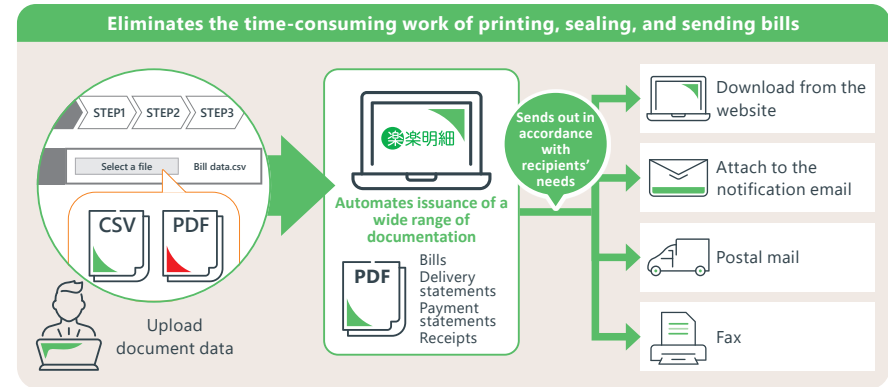 Eliminates the time-consuming work of printing, sealing, and sending bills
STEP1
STEP2
STEP3
Select a file
Bill data.csv
CSV
PDF
Upload
document data
楽楽明細
Automates issuance of a
wide range of
documentation
PDF
Bills
Delivery
statements
Payment
statements
Receipts
Sends out in
accordance
with
recipients'
needs
Download from the
website
Attach to the
notification email
Postal mail
Fax